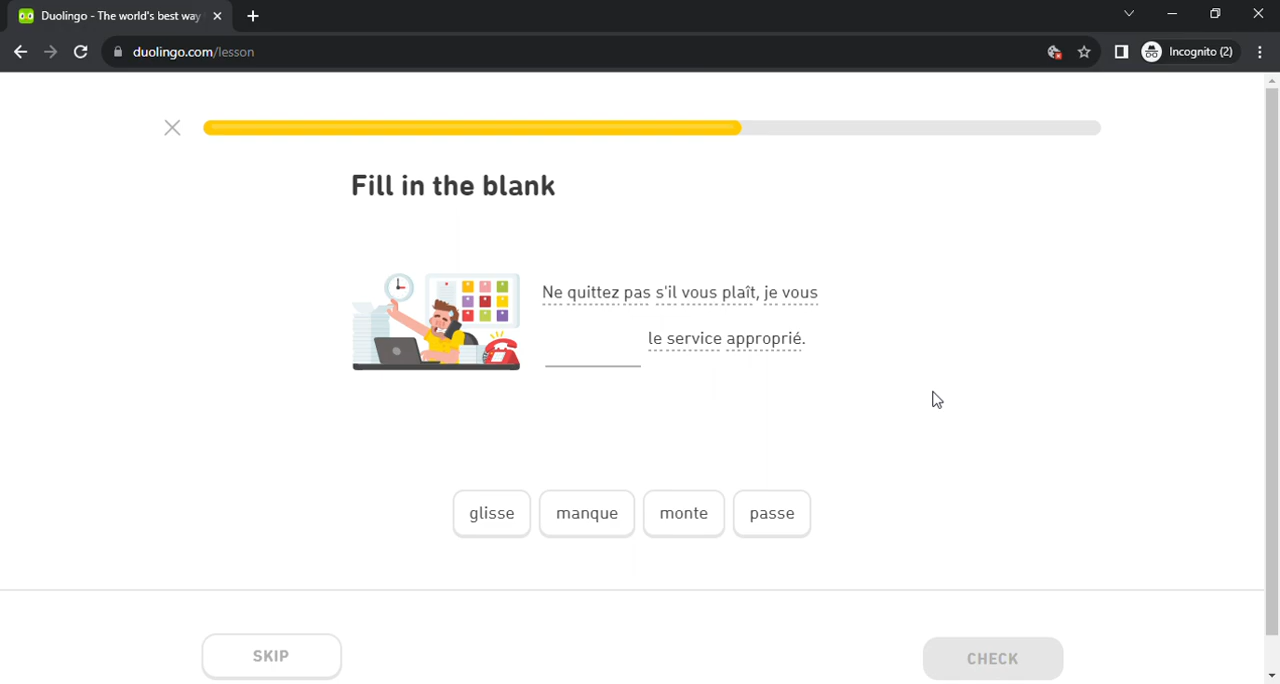 Duolingo - The world's best way
duolingo.com/lesson
Incognito (2)
Fill in the blank
Ne quittez pas s'il vous plaît, je vous
le service approprié.
glisse manque monte passe
SKIP CHECK